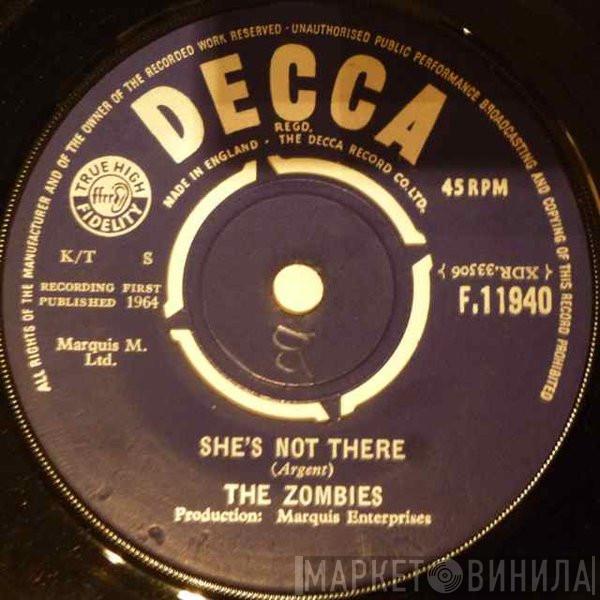 ALL RIGHTS OF THE MANUFACTURER AND OF THE OWNER OF THE RECORDED WORK RESERVED - UNAUTHORISED PUBLIC PERFORMANCE BROADCASTING AND COPYING OF THIS RECORD PROHIBITED
DECCA
REGD.
MADE IN ENGLAND - THE DECCA RECORD CO. LTD.
TRUE HIGH
ffrr
FIDELITY
45 RPM
K/T S
RECORDING FIRST
PUBLISHED 1964
{ XDR.33506 }
F.11940
Marquis M.
Ltd.
SHE'S NOT THERE
(Argent)
THE ZOMBIES
Production: Marquis Enterprises
МАРКЕТ ВИНИЛА